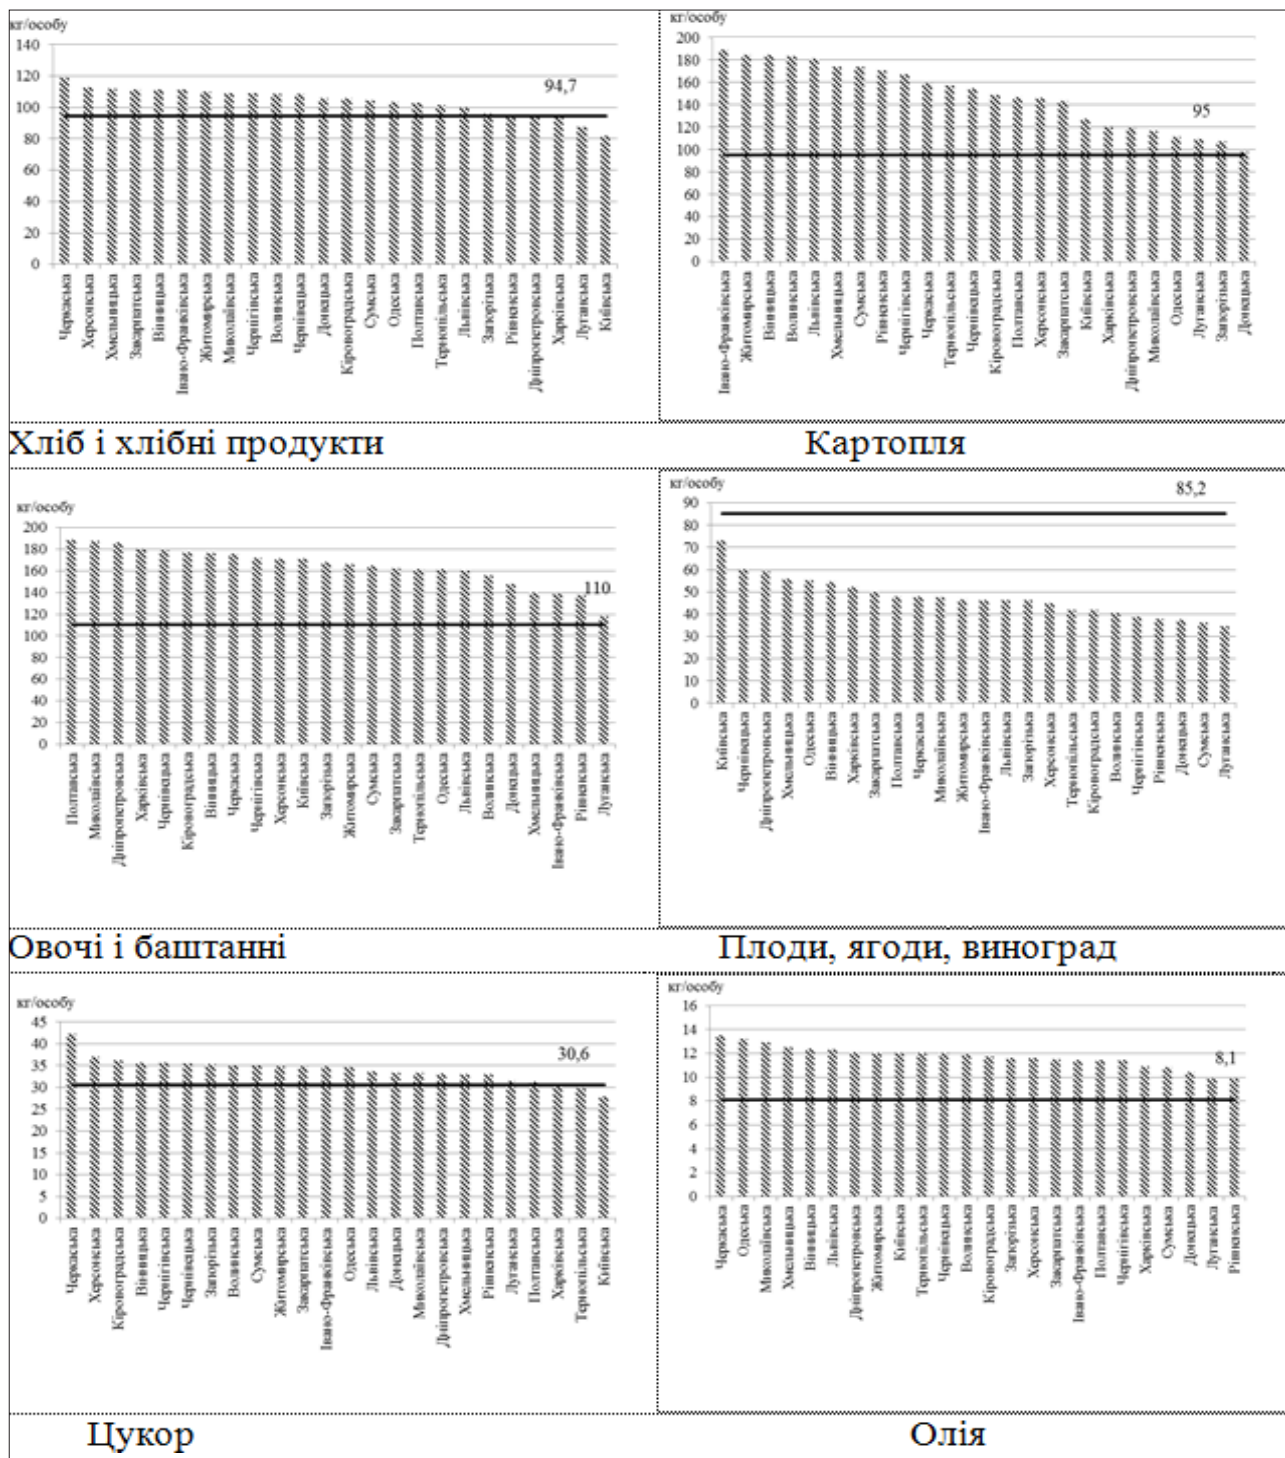 кг/особу
140
120
100
80
60
40
20
0
94,7
Черкаська
Херсонська
Хмельницька
Закарпатська
Вінницька
Івано-Франківська
Житомирська
Миколаївська
Чернігівська
Волинська
Чернівецька
Донецька
Кіровоградська
Сумська
Одеська
Полтавська
Тернопільська
Львівська
Запорізька
Рівненська
Дніпропетровська
Харківська
Луганська
Київська
Хліб і хлібні продукти
кг/особу
200
180
160
140
120
100
80
60
40
20
0
95
Івано-Франківська
Житомирська
Вінницька
Волинська
Львівська
Хмельницька
Сумська
Рівненська
Чернігівська
Черкаська
Тернопільська
Чернівецька
Кіровоградська
Полтавська
Херсонська
Закарпатська
Київська
Харківська
Дніпропетровська
Миколаївська
Одеська
Луганська
Запорізька
Донецька
Картопля
кг/особу
200
180
160
140
120
100
80
60
40
20
0
110
Полтавська
Миколаївська
Дніпропетровська
Харківська
Чернівецька
Кіровоградська
Вінницька
Черкаська
Чернігівська
Херсонська
Київська
Запорізька
Житомирська
Сумська
Закарпатська
Тернопільська
Одеська
Львівська
Волинська
Донецька
Хмельницька
Івано-Франківська
Рівненська
Луганська
Овочі і баштанні
кг/особу
90
80
70
60
50
40
30
20
10
0
85,2
Київська
Чернівецька
Дніпропетровська
Хмельницька
Одеська
Вінницька
Харківська
Закарпатська
Полтавська
Черкаська
Миколаївська
Житомирська
Івано-Франківська
Львівська
Запорізька
Херсонська
Тернопільська
Кіровоградська
Волинська
Чернігівська
Рівненська
Донецька
Сумська
Луганська
Плоди, ягоди, виноград
кг/особу
45
40
35
30
25
20
15
10
5
0
30,6
Черкаська
Херсонська
Кіровоградська
Вінницька
Чернігівська
Чернівецька
Запорізька
Волинська
Сумська
Житомирська
Закарпатська
Івано-Франківська
Одеська
Львівська
Донецька
Миколаївська
Дніпропетровська
Хмельницька
Рівненська
Луганська
Полтавська
Харківська
Тернопільська
Київська
Цукор
кг/особу
16
14
12
10
8
6
4
2
0
8,1
Черкаська
Одеська
Миколаївська
Хмельницька
Вінницька
Львівська
Дніпропетровська
Житомирська
Київська
Тернопільська
Чернівецька
Волинська
Кіровоградська
Запорізька
Херсонська
Закарпатська
Івано-Франківська
Полтавська
Чернігівська
Харківська
Сумська
Донецька
Луганська
Рівненська
Олія